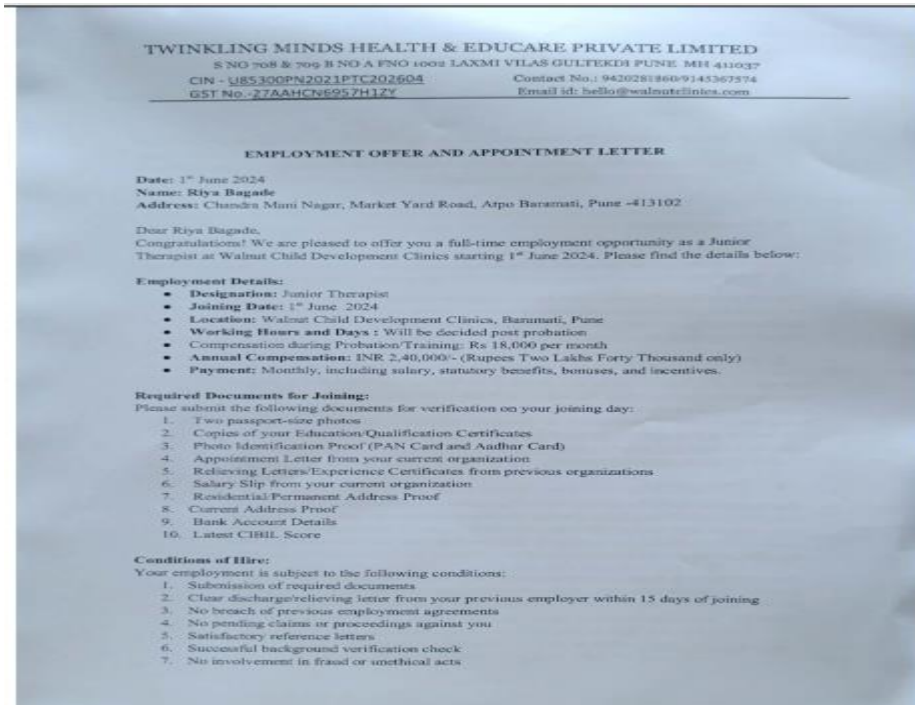 TWINKLING MINDS HEALTH & EDUCARE PRIVATE LIMITED
S NO 708 & 709 B NO A FNO 1002 LAXMI VILAS GULTEKDI PUNE MH 411037
CIN - U85300PN2021PTC202604 Contact No.: 9420281860/9145367574
GST No.-27AAHCN6957H1ZY Email id: hello@walnutclinics.com
EMPLOYMENT OFFER AND APPOINTMENT LETTER
Date: 1st June 2024
Name: Riya Bagade
Address: Chandra Mani Nagar, Market Yard Road, Atpo Baramati, Pune -413102
Dear Riya Bagade,
Congratulations! We are pleased to offer you a full-time employment opportunity as a Junior
Therapist at Walnut Child Development Clinics starting 1st June 2024. Please find the details below:
Employment Details:
• Designation: Junior Therapist
• Joining Date: 1st June 2024
• Location: Walnut Child Development Clinics, Baramati, Pune
• Working Hours and Days : Will be decided post probation
• Compensation during Probation/Training: Rs 18,000 per month
• Annual Compensation: INR 2,40,000/- (Rupees Two Lakhs Forty Thousand only)
• Payment: Monthly, including salary, statutory benefits, bonuses, and incentives.
Required Documents for Joining:
Please submit the following documents for verification on your joining day:
1. Two passport-size photos
2. Copies of your Education/Qualification Certificates
3. Photo Identification Proof (PAN Card and Andhar Card)
4. Appointment Letter from your current organization
5. Relieving Letters/Experience Certificates from previous organizations
6. Salary Slip from your current organization
7. Residential/Permanent Address Proof
8. Current Address Proof
9. Bank Account Details
10. Latest CIBIL Score
Conditions of Hire:
Your employment is subject to the following conditions:
1. Submission of required documents
2. Clear discharge/relieving letter from your previous employer within 15 days of joining
3. No breach of previous employment agreements
4. No pending claims or proceedings against you
5. Satisfactory reference letters
6. Successful background verification check
7. No involvement in fraud or unethical acts